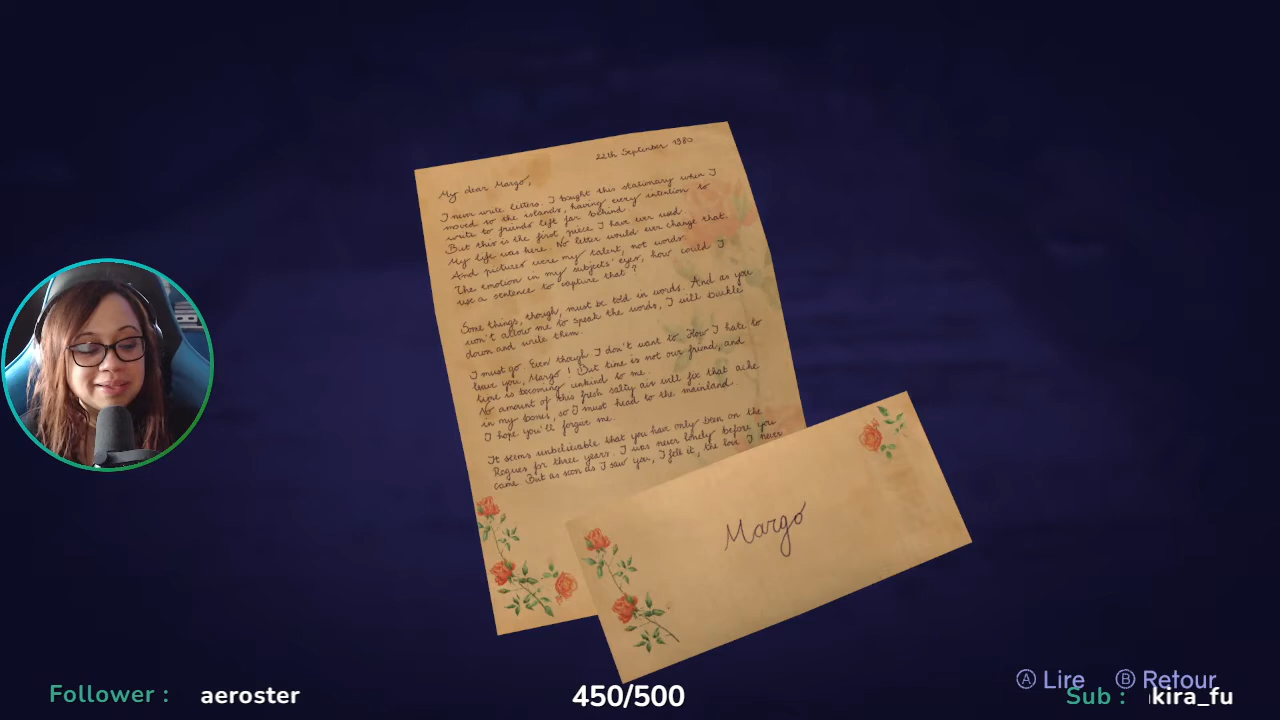 22th September 1980
My dear Margo,
I never write letters. I bought this stationary when I
moved to the islands, having every intention to
write to friends left far behind.
But this is the first piece I have ever used.
My life was here. No letter would ever change that.
And pictures were my talent, not words.
The emotion in my subjects' eyes, how could I
use a sentence to capture that?
Some things, though, must be told in words. And as you
won't allow me to speak the words, I will buckle
down and write them.
I must go. Even though I don't want to. How I hate to
leave you, Margo! But time is not our friend, and
time is becoming unkind to me.
No amount of this fresh salty air will fix that ache
in my bones, so I must head to the mainland.
I hope you'll forgive me.
It seems unbelievable that you have only been on the
Rogues for three years. I was never lonely before you
came. But as soon as I saw you, I felt it, the love I never
Margo
A Lire B Retour
Follower : aeroster
450/500
Sub : kira_fu